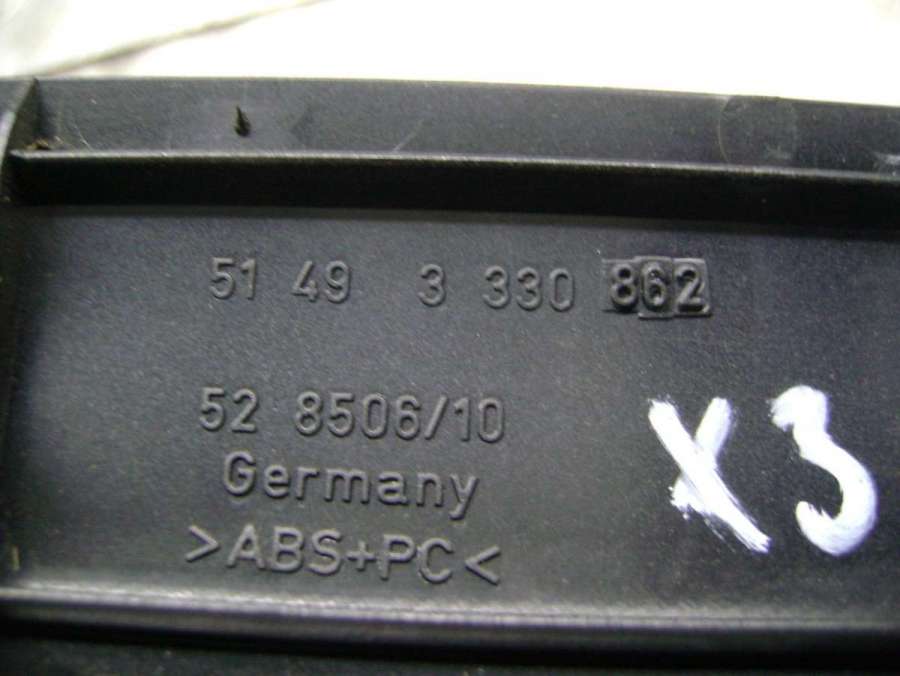 51 49 3 330 862
52 8506/10
Germany
>ABS+PC<
X3